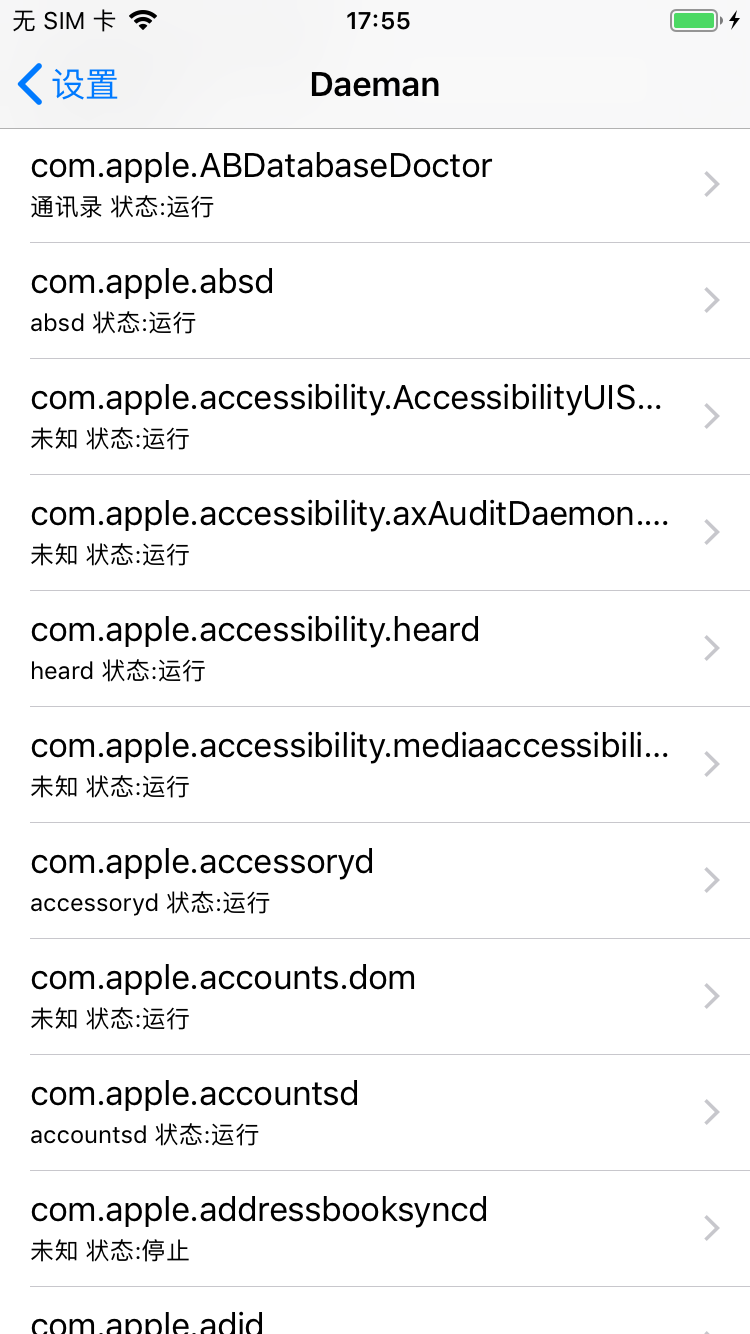 无 SIM 卡 17:55
设置 Daeman
com.apple.ABDatabaseDoctor
通讯录 状态:运行
com.apple.absd
absd 状态:运行
com.apple.accessibility.AccessibilityUIS...
未知 状态:运行
com.apple.accessibility.axAuditDaemon....
未知 状态:运行
com.apple.accessibility.heard
heard 状态:运行
com.apple.accessibility.mediaaccessibili...
未知 状态:运行
com.apple.accessoryd
accessoryd 状态:运行
com.apple.accounts.dom
未知 状态:运行
com.apple.accountsd
accountsd 状态:运行
com.apple.addressbooksyncd
未知 状态:停止
com.apple.adid